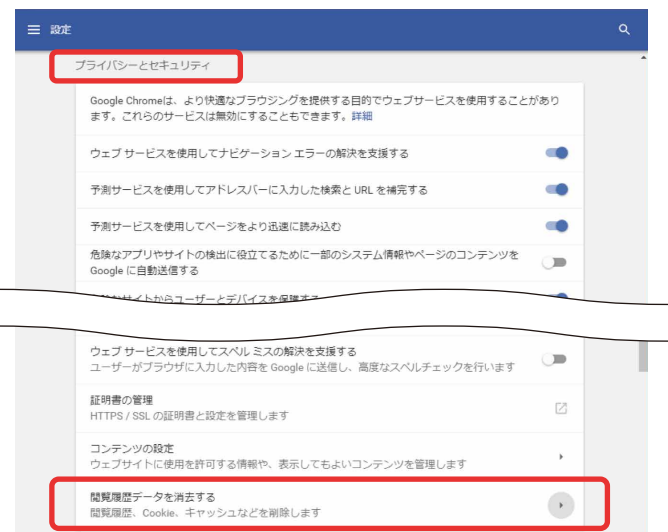 設定
プライバシーとセキュリティ
Google Chromeは、より快適なブラウジングを提供する目的でウェブサービスを使用することがあり
ます。これらのサービスは無効にすることもできます。詳細
ウェブ サービスを使用してナビゲーション エラーの解決を支援する
予測サービスを使用してアドレスバーに入力した検索と URL を補完する
予測サービスを使用してページをより迅速に読み込む
危険なアプリやサイトの検出に役立てるために一部のシステム情報やページのコンテンツを
Google に自動送信する
サイトからユーザーとデバイスを保護する
ウェブ サービスを使用してスペル ミスの解決を支援する
ユーザーがブラウザに入力した内容を Google に送信し、高度なスペルチェックを行います
証明書の管理
HTTPS / SSL の証明書と設定を管理します
コンテンツの設定
ウェブサイトに使用を許可する情報や、表示してもよいコンテンツを管理します
閲覧履歴データを消去する
閲覧履歴、Cookie、キャッシュなどを削除します